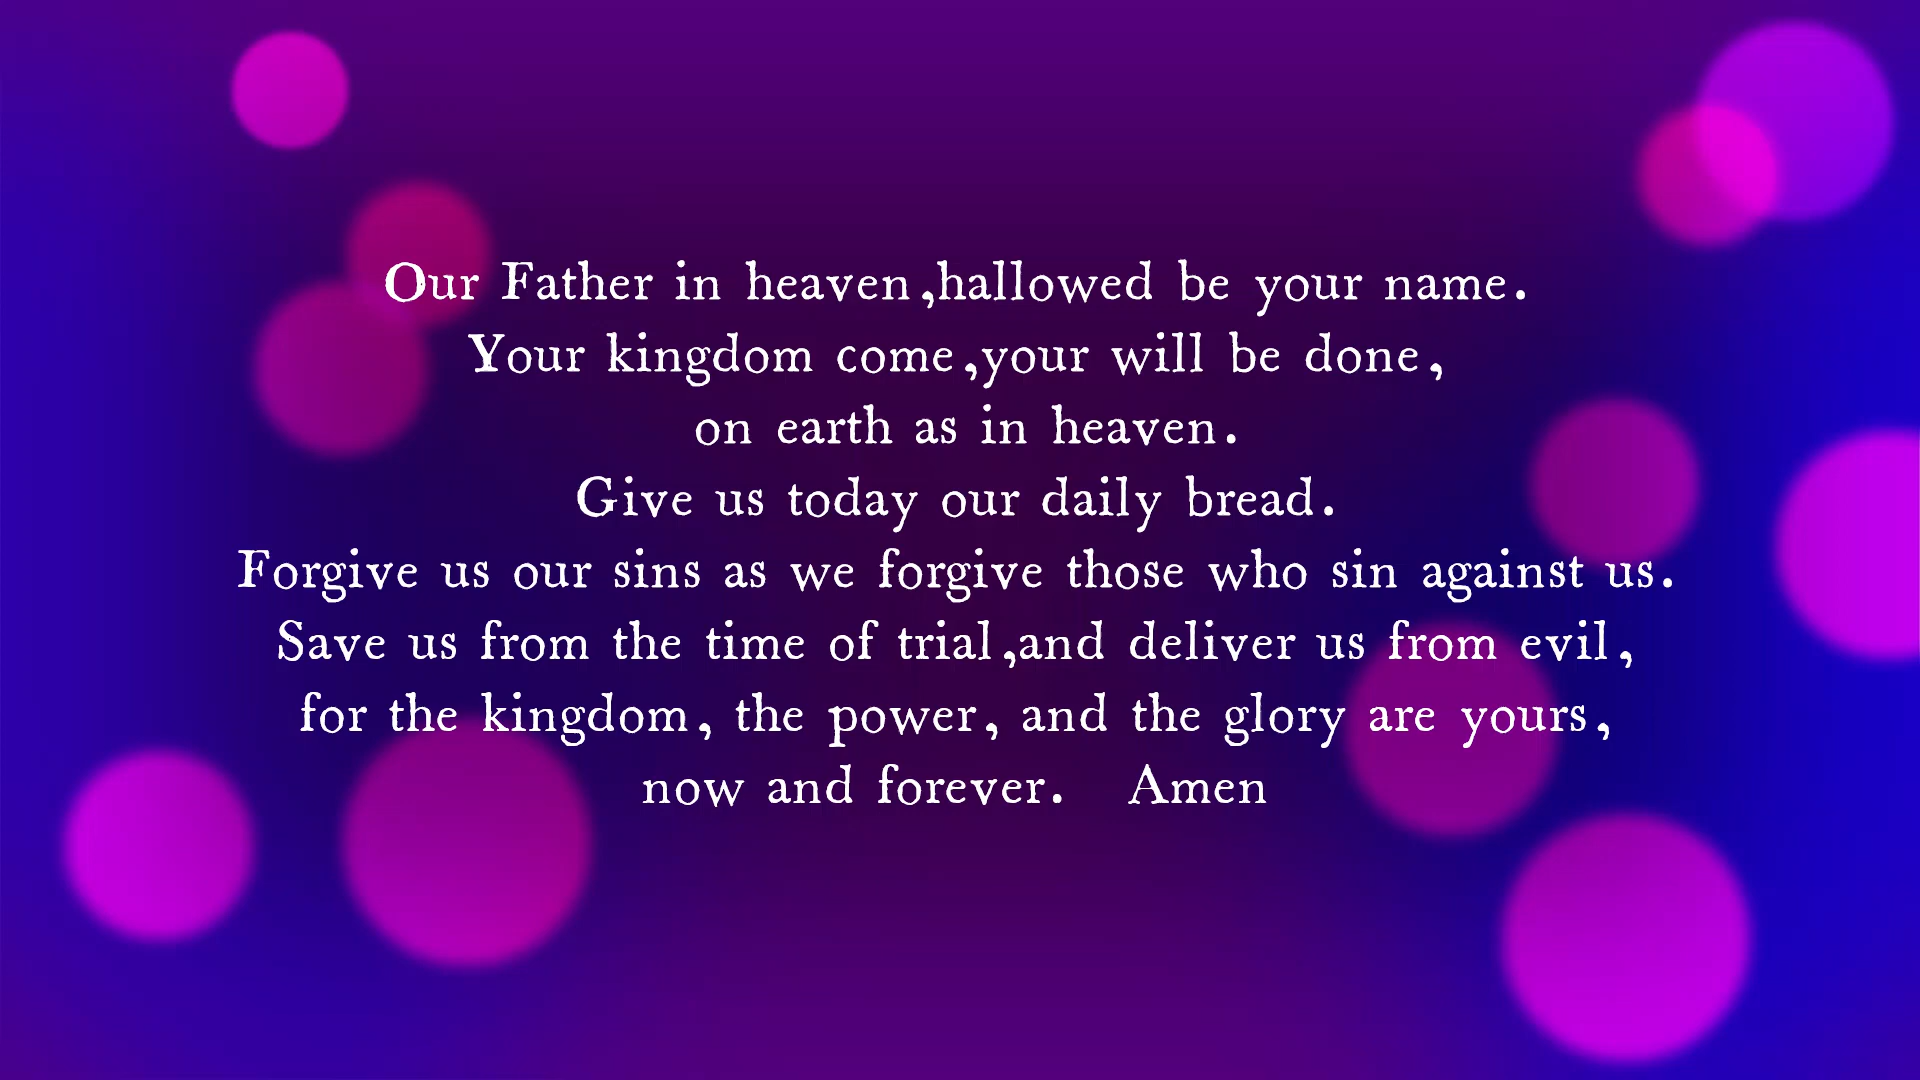 Our Father in heaven,hallowed be your name.
Your kingdom come,your will be done,
on earth as in heaven.
Give us today our daily bread.
Forgive us our sins as we forgive those who sin against us.
Save us from the time of trial,and deliver us from evil,
for the kingdom, the power, and the glory are yours,
now and forever.  Amen